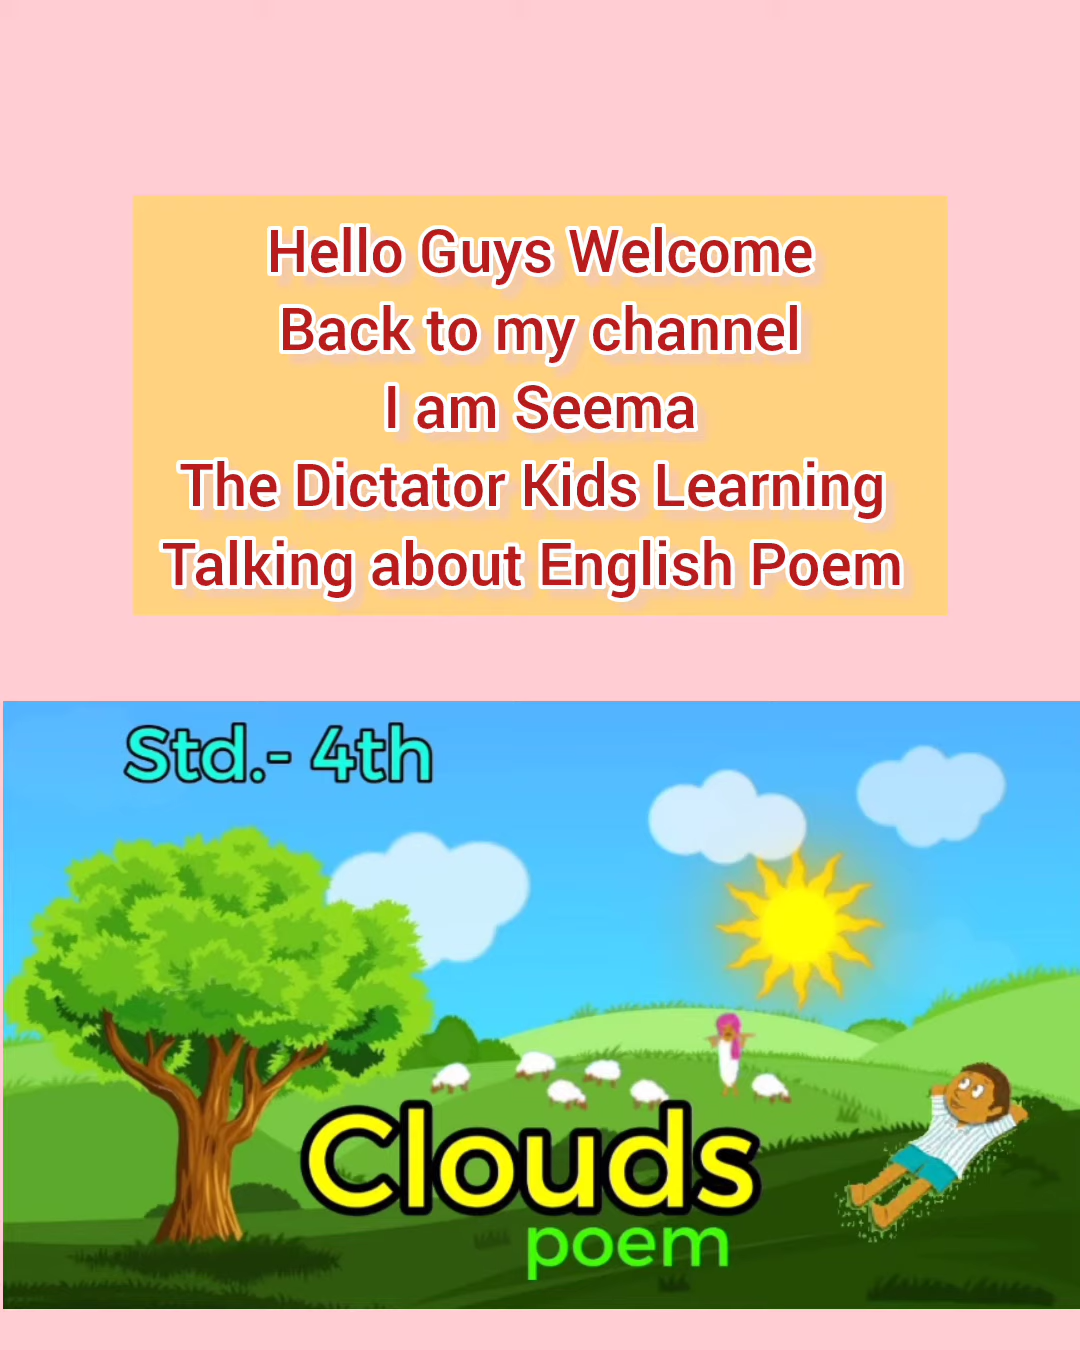 Hello Guys Welcome
Back to my channel
I am Seema
The Dictator Kids Learning
Talking about English Poem
Std.- 4th
Clouds
poem